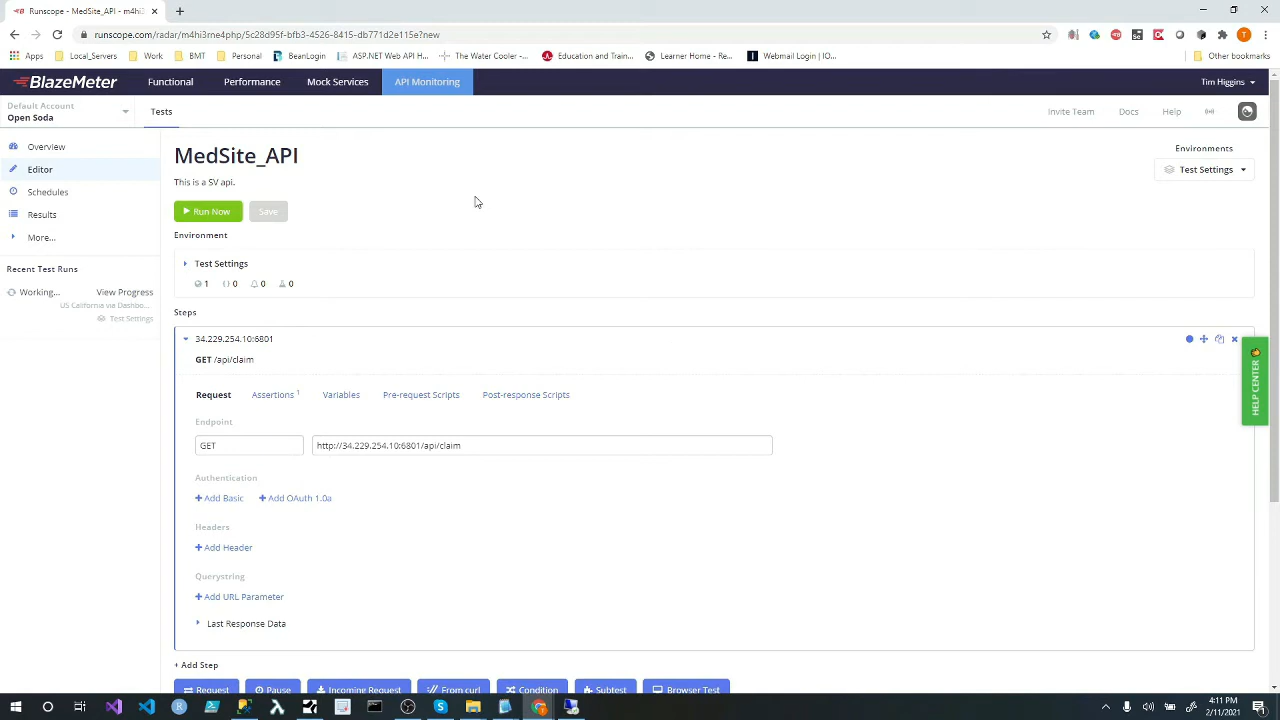 Runscope - MedSite_API - michael
runscope.com/radar/m4hi3rne4php/5c28d95f-bfb3-4526-8415-db771d2e115e?new
Apps Local_Servers Work BMT Personal BeanLogin ASP.NET Web API H... The Water Cooler -... Education and Train... Learner Home - Re... Webmail Login | IO... Other bookmarks
BlazeMeter Functional Performance Mock Services API Monitoring Tim Higgins
Default Account
Open Soda
Tests Invite Team Docs Help
Overview
Editor
Schedules
Results
More...
Recent Test Runs
Working... View Progress
US California via Dashbo...
Test Settings
MedSite_API
This is a SV api.
Environments
Test Settings
Run Now Save
Environment
Test Settings
1 0 0 0
Steps
34.229.254.10:6801
GET /api/claim
Request Assertions 1 Variables Pre-request Scripts Post-response Scripts
Endpoint
GET http://34.229.254.10:6801/api/claim
Authentication
+ Add Basic + Add OAuth 1.0a
Headers
+ Add Header
Querystring
+ Add URL Parameter
Last Response Data
HELP CENTER
+ Add Step
Request Pause Incoming Request From curl Condition Subtest Browser Test
4:11 PM
2/11/2021